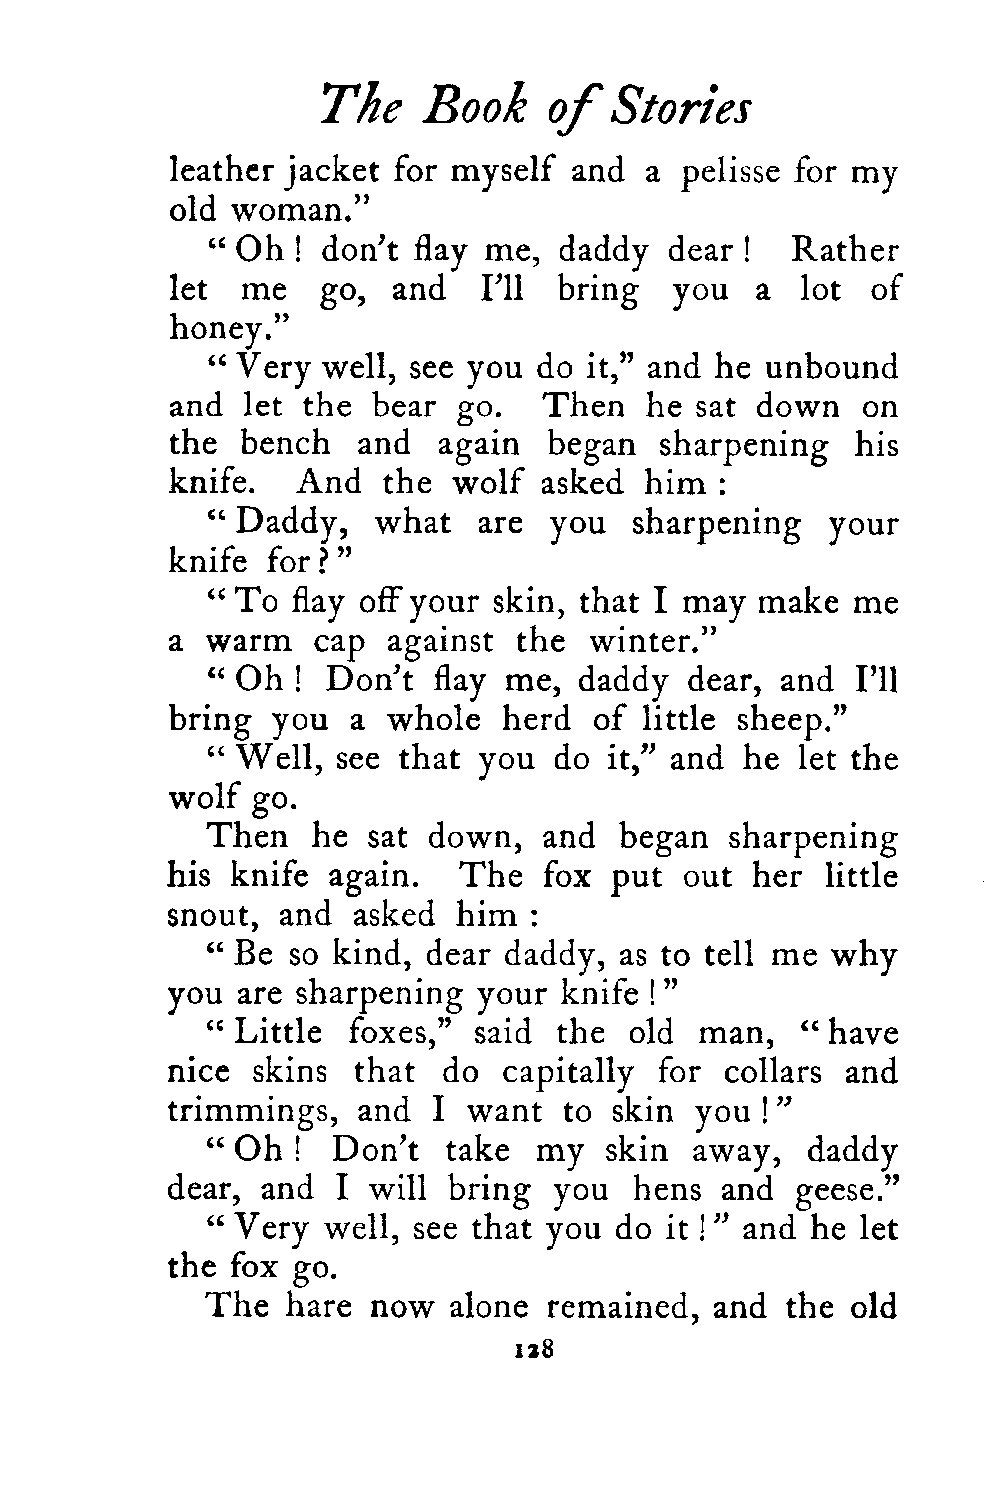 The Book of Stories
leather jacket for myself and a pelisse for my
old woman."
"Oh! don't flay me, daddy dear! Rather
let me go, and I'll bring you a lot of
honey."
"Very well, see you do it," and he unbound
and let the bear go. Then he sat down on
the bench and again began sharpening his
knife. And the wolf asked him :
"Daddy, what are you sharpening your
knife for?"
"To flay off your skin, that I may make me
a warm cap against the winter."
"Oh! Don't flay me, daddy dear, and I'll
bring you a whole herd of little sheep."
"Well, see that you do it," and he let the
wolf go.
Then he sat down, and began sharpening
his knife again. The fox put out her little
snout, and asked him :
"Be so kind, dear daddy, as to tell me why
you are sharpening your knife!"
"Little foxes," said the old man, "have
nice skins that do capitally for collars and
trimmings, and I want to skin you!"
"Oh! Don't take my skin away, daddy
dear, and I will bring you hens and geese."
"Very well, see that you do it!" and he let
the fox go.
The hare now alone remained, and the old
128